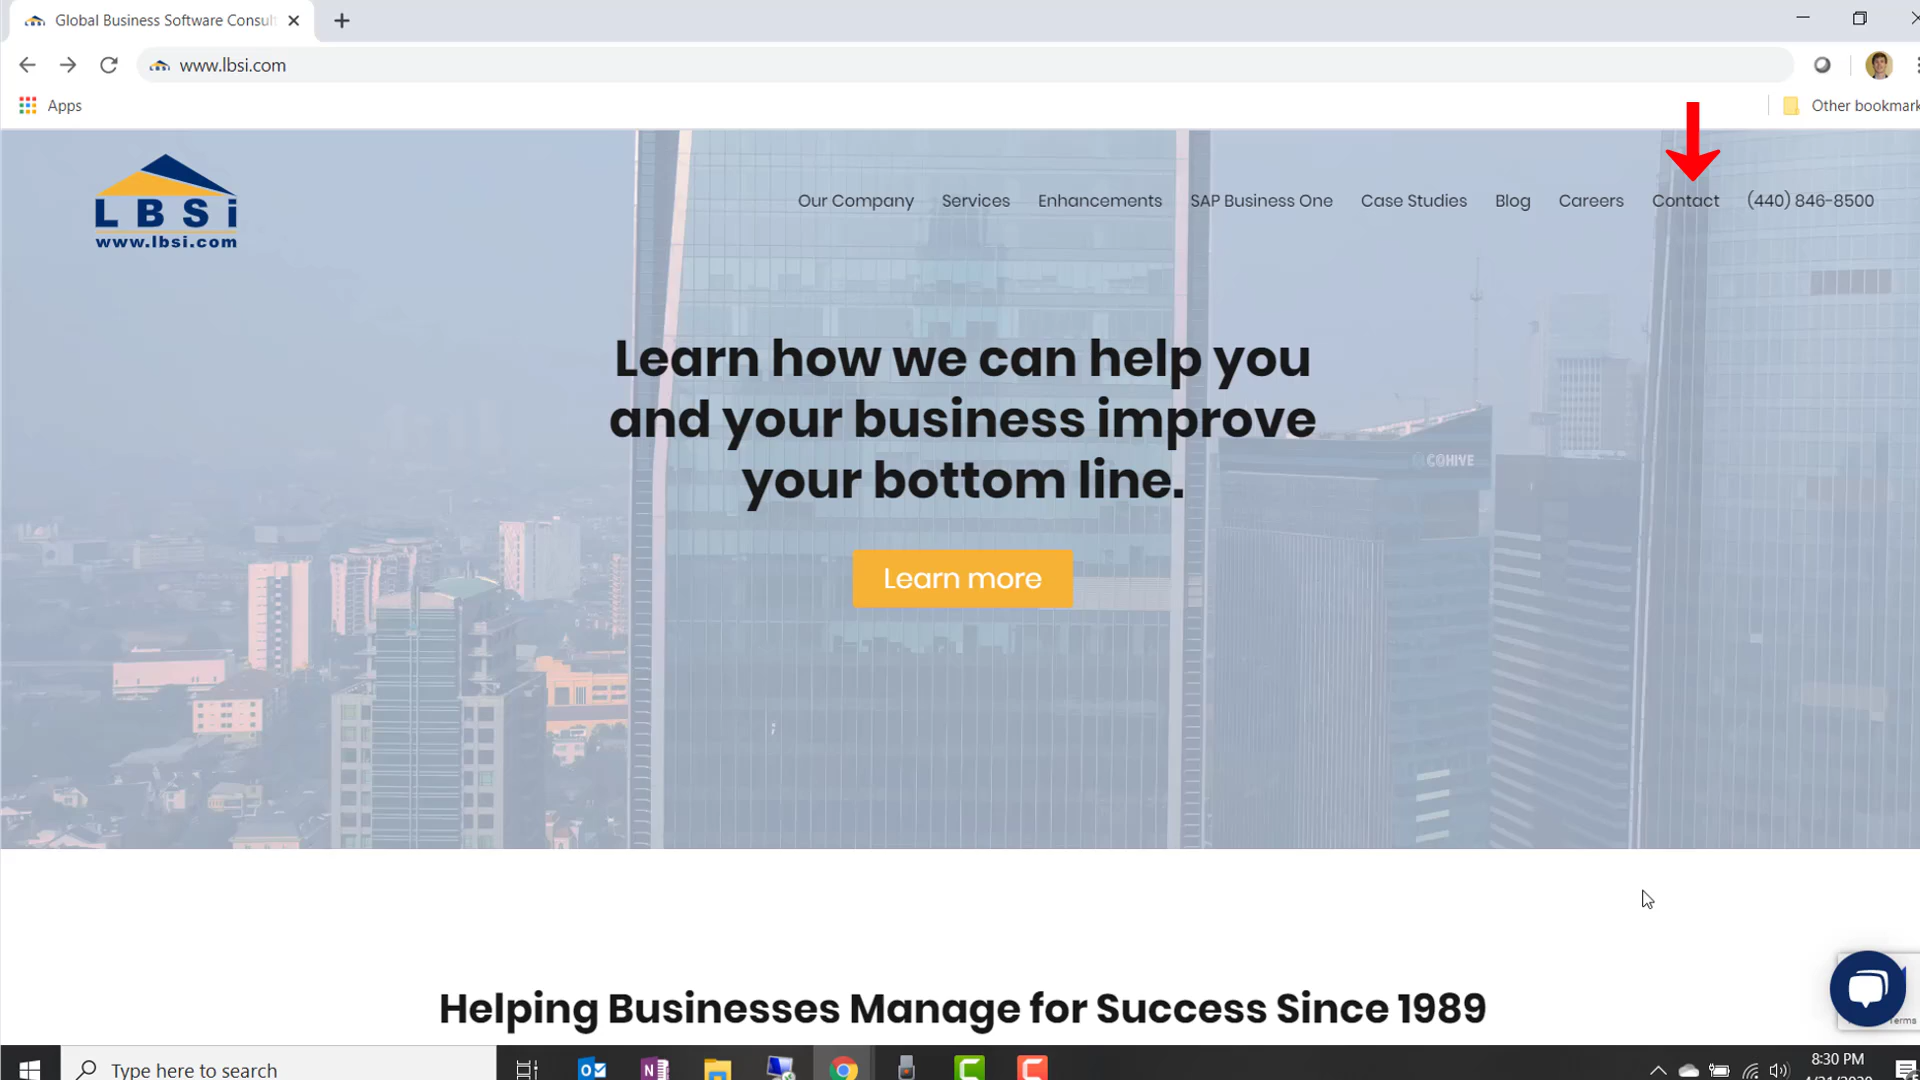 Global Business Software Consult
www.lbsi.com
Apps
Other bookmark
LBSi
www.lbsi.com
Our Company Services Enhancements SAP Business One Case Studies Blog Careers Contact (440) 846-8500
Learn how we can help you
and your business improve
your bottom line.
COHIVE
Learn more
Helping Businesses Manage for Success Since 1989
Terms
Type here to search
8:30 PM